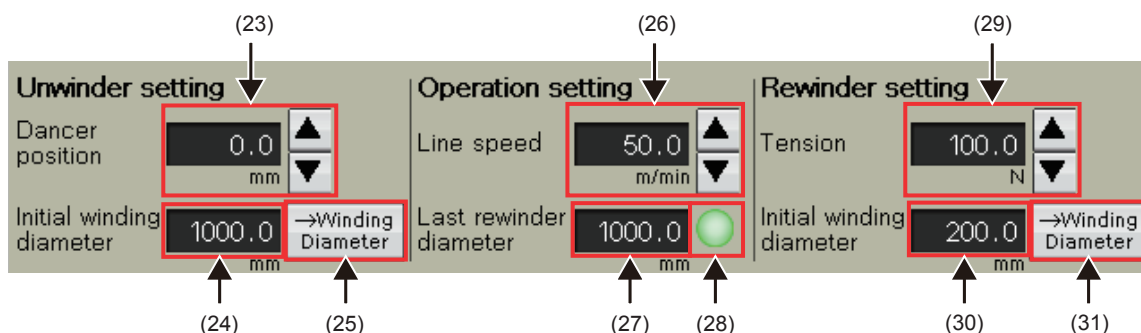 (23) (26) (29)
Unwinder setting Operation setting Rewinder setting
Dancer position 0.0 mm ▲ ▼
Line speed 50.0 m/min ▲ ▼
Tension 100.0 N ▲ ▼
Initial winding diameter 1000.0 mm →Winding Diameter
Last rewinder diameter 1000.0 mm
Initial winding diameter 200.0 mm →Winding Diameter
(24) (25) (27) (28) (30) (31)